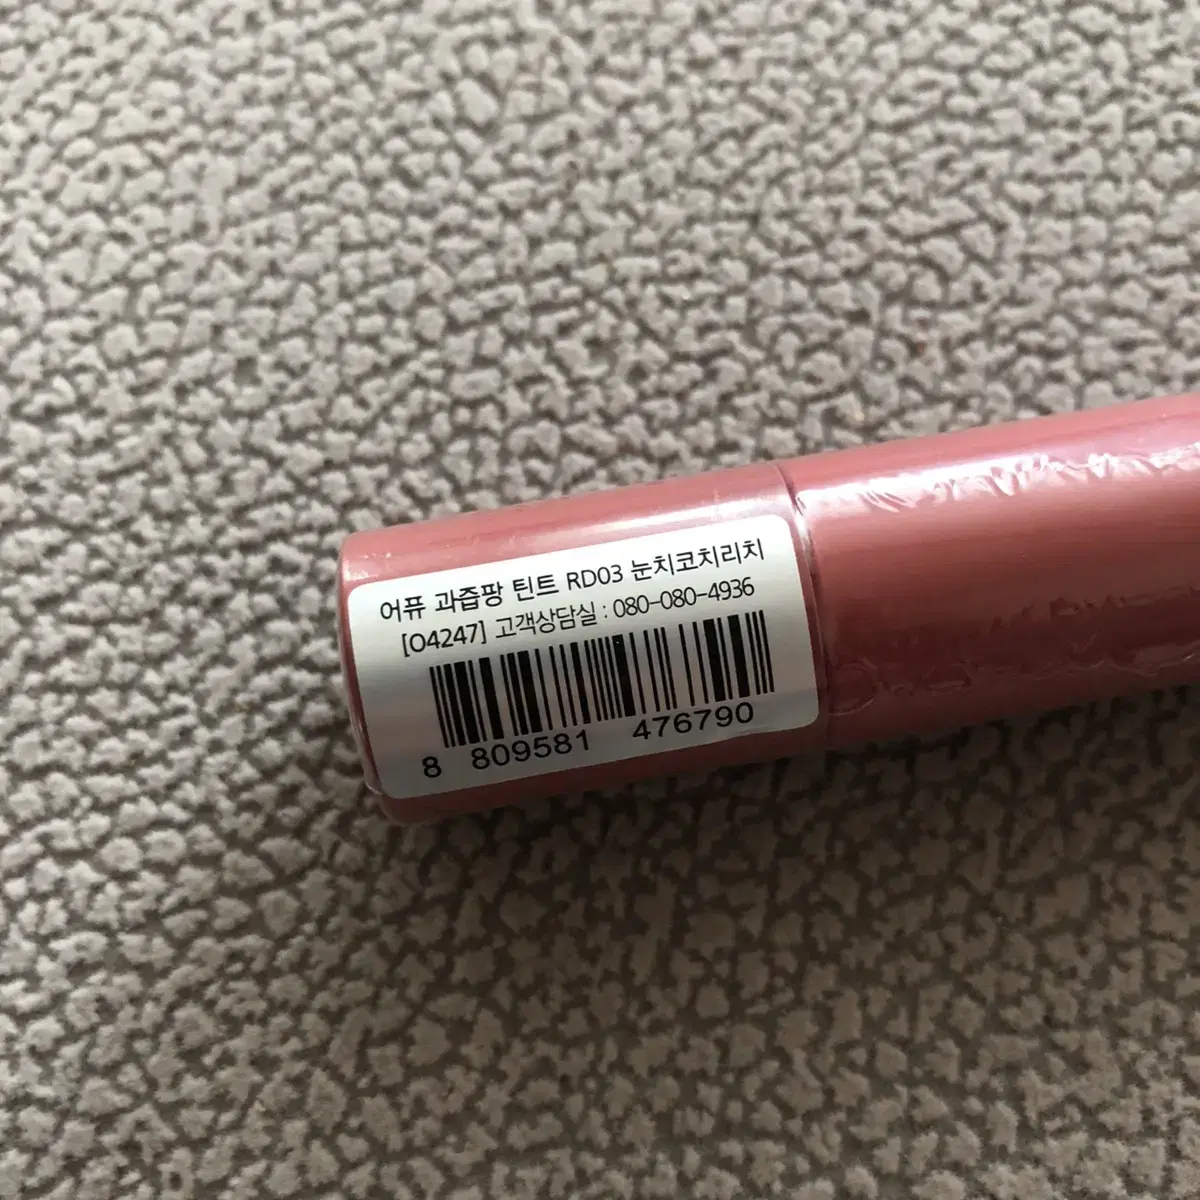 어퓨 과즙팡 틴트 RD03 눈치코치리치
[04247] 고객상담실 : 080-080-4936
8 809581 476790